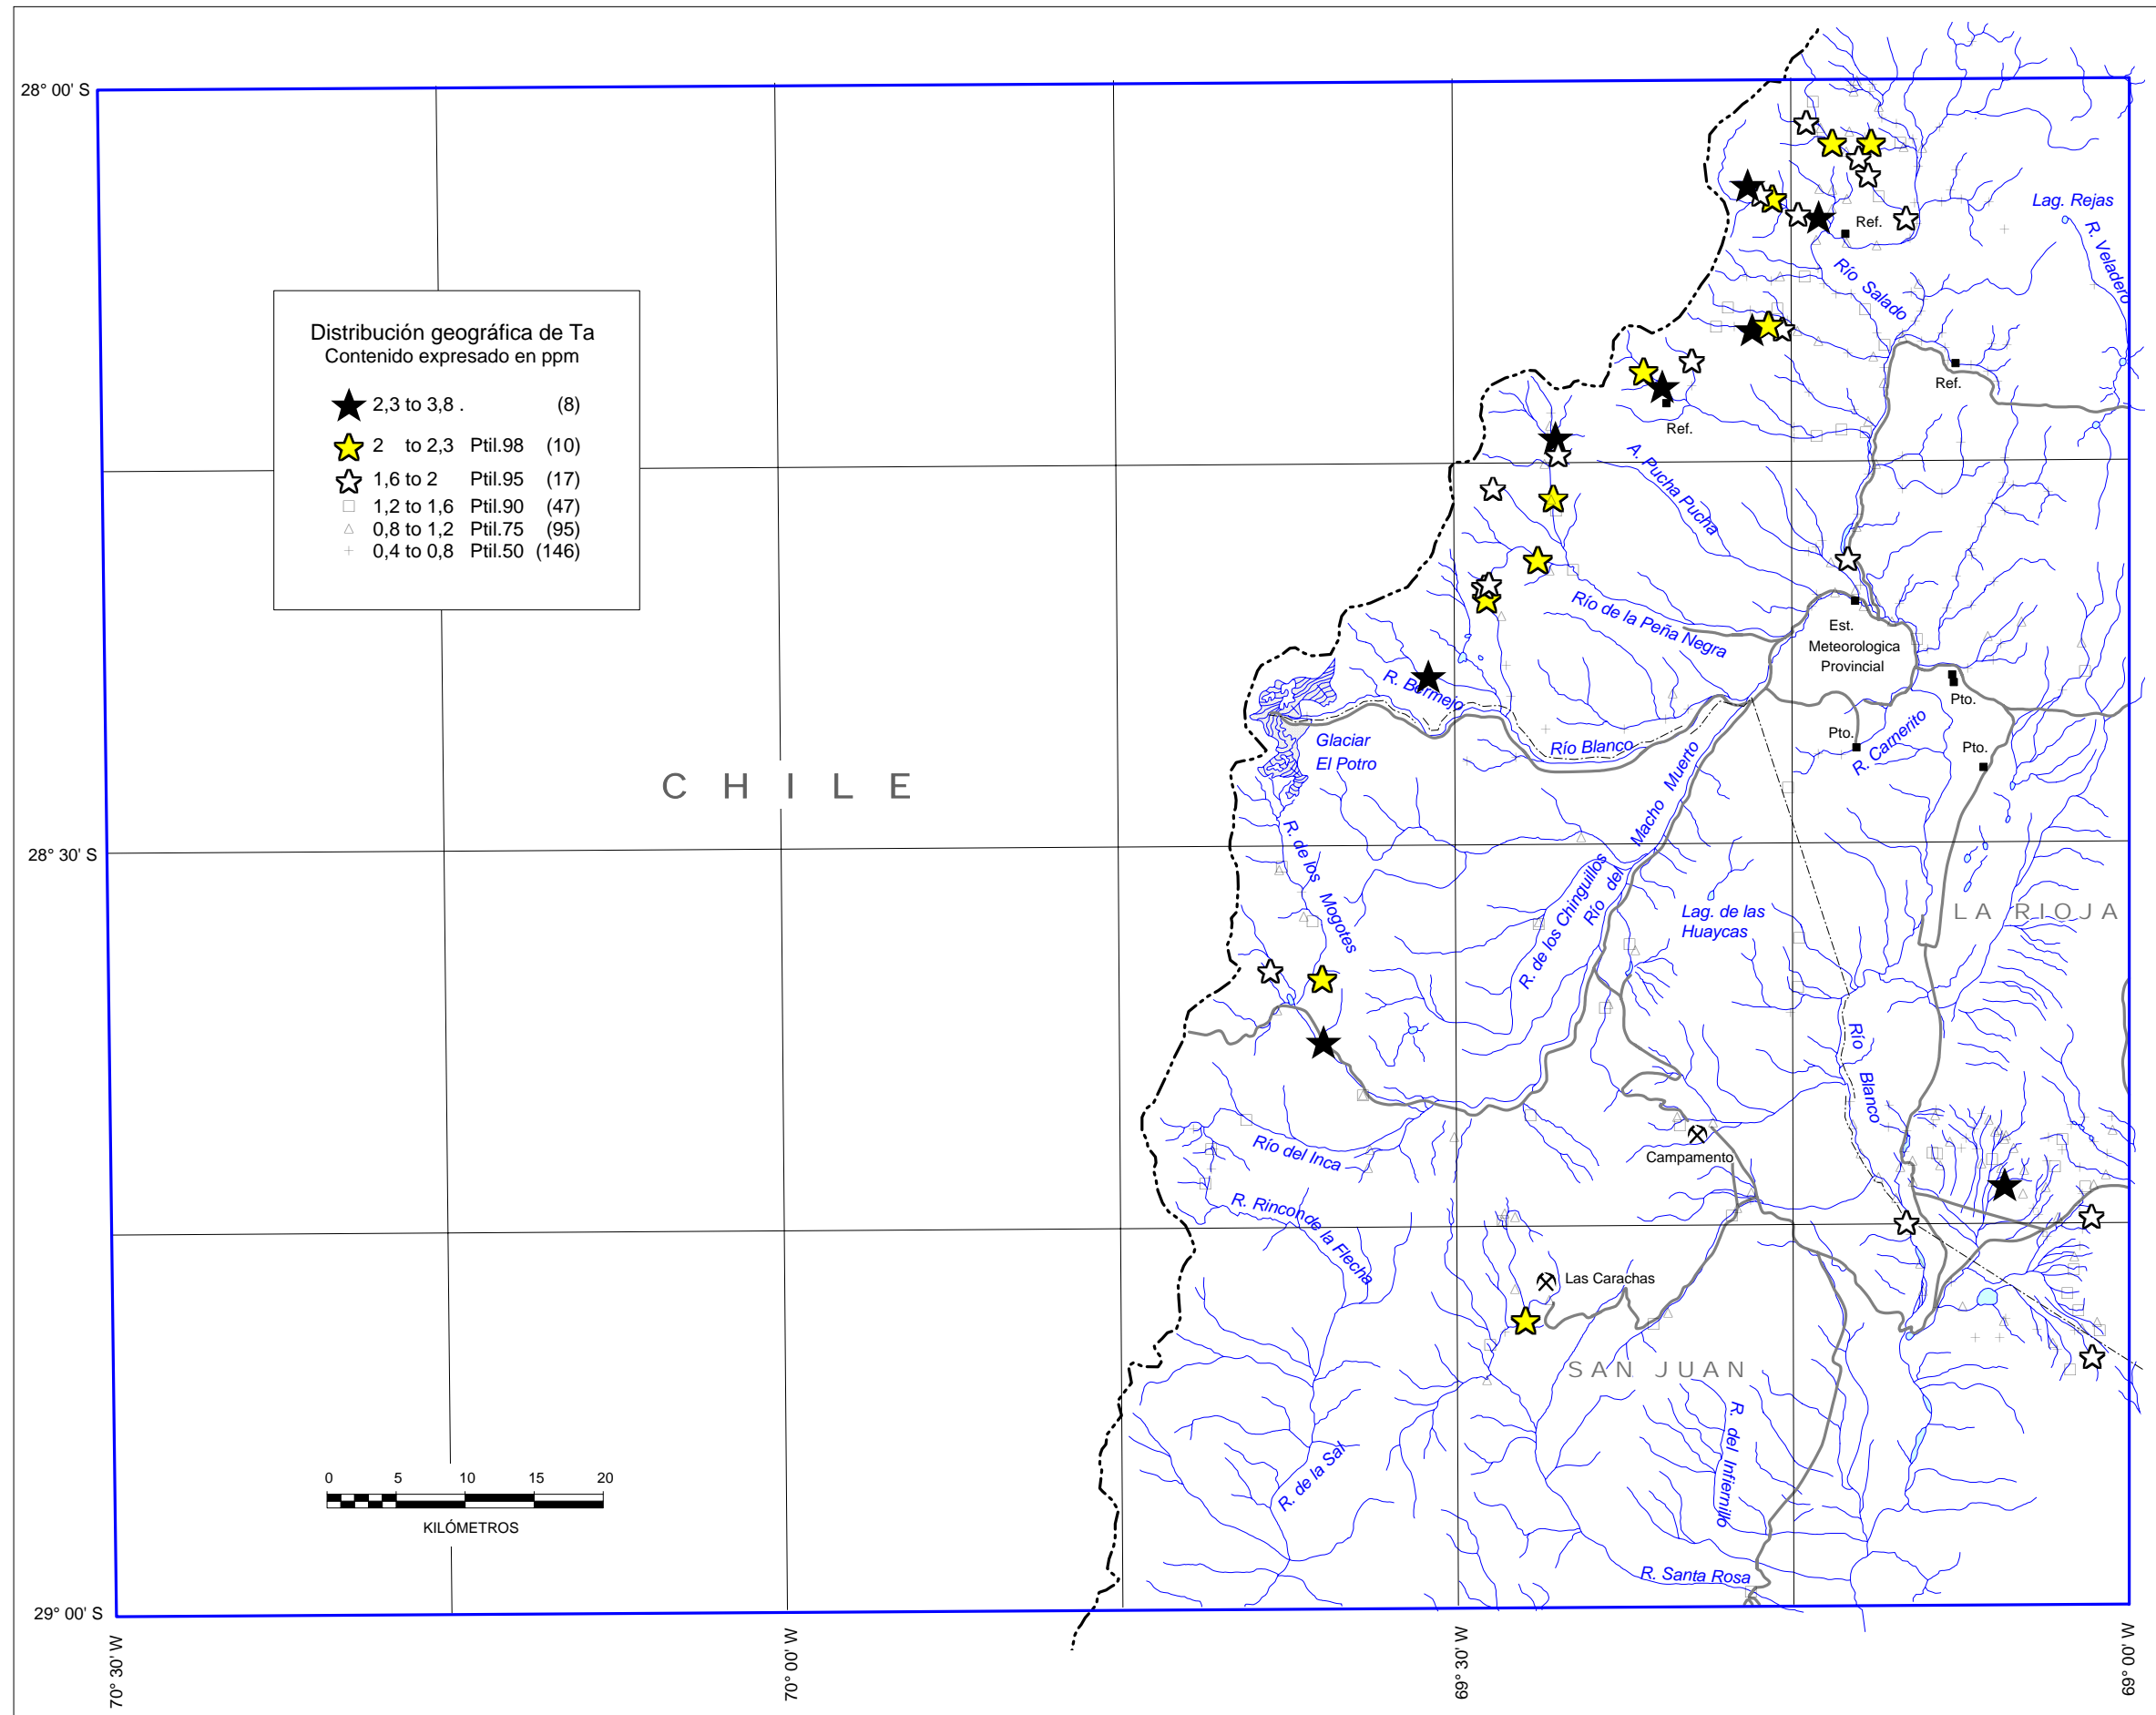 28° 00' S
Lag. Rejas
R. Veladero
Ref.
Río Salado
Distribución geográfica de Ta
Contenido expresado en ppm
2,3 to 3,8 . (8)
2 to 2,3 Ptil.98 (10)
1,6 to 2 Ptil.95 (17)
1,2 to 1,6 Ptil.90 (47)
0,8 to 1,2 Ptil.75 (95)
0,4 to 0,8 Ptil.50 (146)
Ref.
Ref.
A. Pucha Pucha
Río de la Peña Negra
Est.
Meteorologica
Provincial
R. Bermejo
Pto.
Glaciar
El Potro
Río Blanco
Pto.
R. Carnerito
Pto.
CHILE
Río del Macho Muerto
R. de los Mogotes
28° 30' S
R. de los Chinguillos
Lag. de las
Huaycas
LA RIOJA
Río Blanco
Río del Inca
Campamento
R. Rincon de la Flecha
Las Carachas
SAN JUAN
R. del Infiernillo
R. de la Sal
0 5 10 15 20
KILÓMETROS
R. Santa Rosa
29° 00' S
70° 30' W
70° 00' W
69° 30' W
69° 00' W